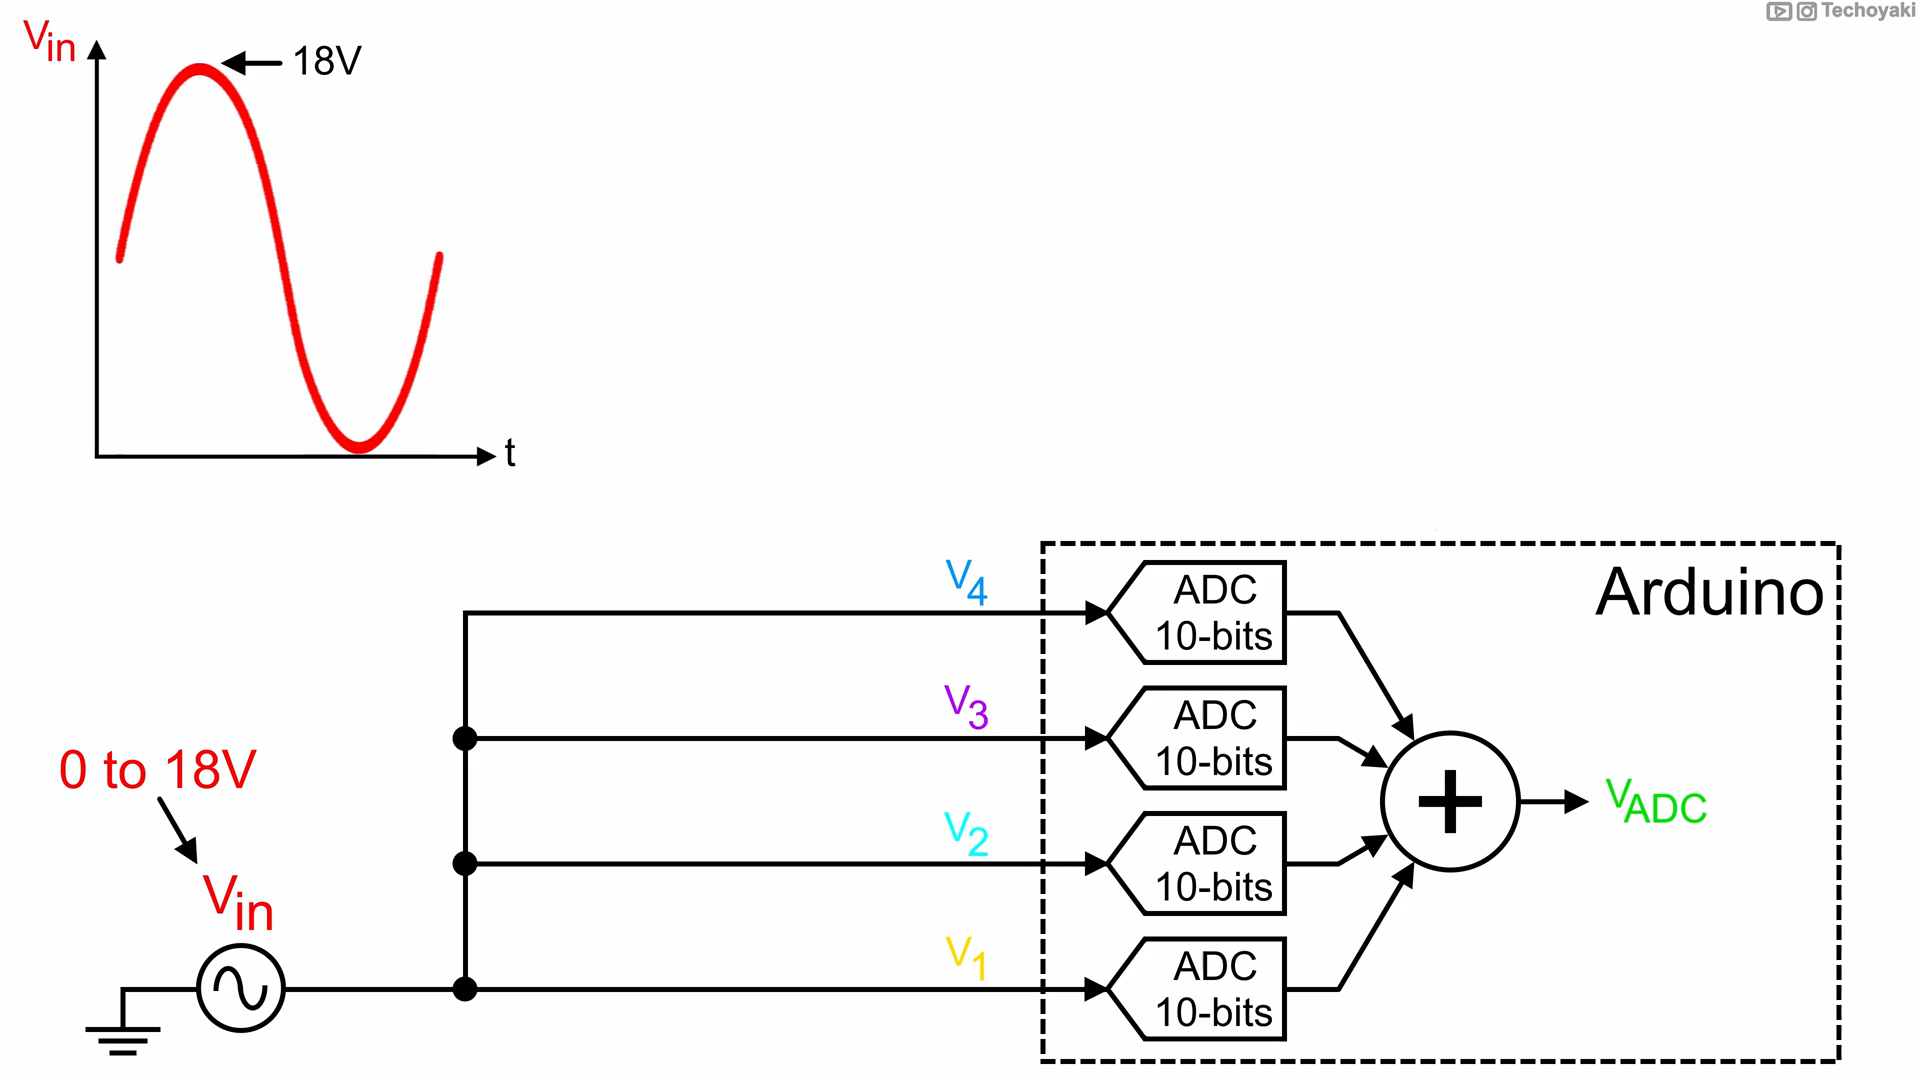 Techoyaki
Vin
18V
t
Arduino
V4
ADC
10-bits
V3
ADC
10-bits
0 to 18V
VADC
V2
ADC
10-bits
Vin
V1
ADC
10-bits